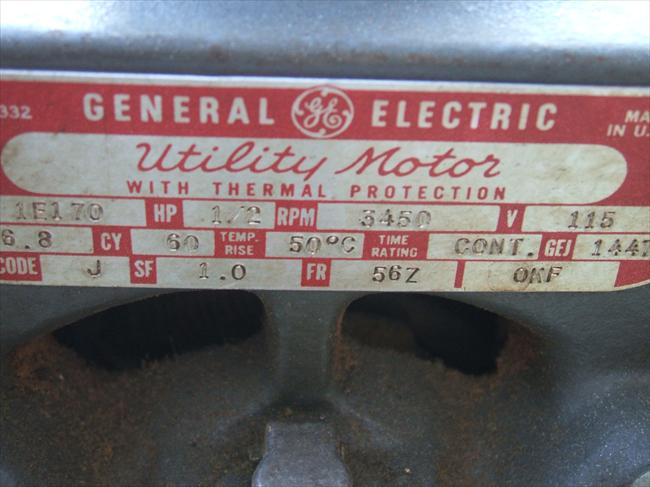 332 GENERAL GE ELECTRIC MA
IN U.
Utility Motor
WITH THERMAL PROTECTION
1E170 HP 1/2 RPM 3450 V 115
6.8 CY 60 TEMP. RISE 50°C TIME RATING CONT. GEJ 1447
CODE J SF 1.0 FR 56Z OKF